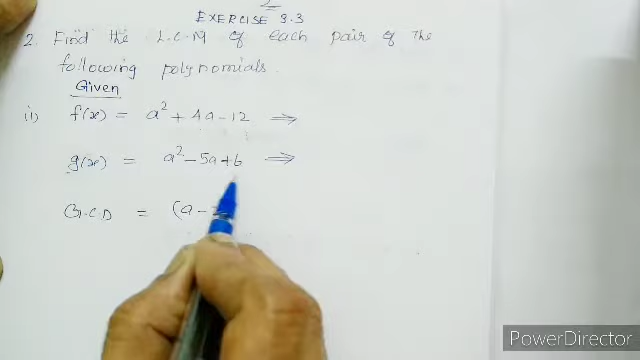 EXERCISE 3.3
2. Find the L.C.M of each pair of the
following polynomials.
Given
ii) f(x) = a² + 4a - 12 ⇒
g(x) = a² - 5a + 6 ⇒
G.C.D = (a -
PowerDirector